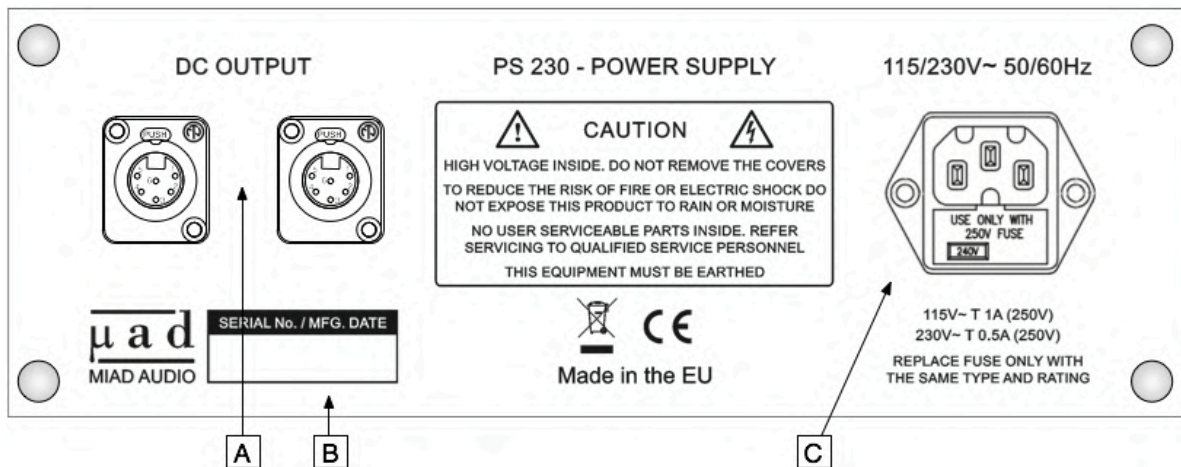 DC OUTPUT
PUSH
PUSH
PS 230 - POWER SUPPLY
CAUTION
HIGH VOLTAGE INSIDE. DO NOT REMOVE THE COVERS
TO REDUCE THE RISK OF FIRE OR ELECTRIC SHOCK DO
NOT EXPOSE THIS PRODUCT TO RAIN OR MOISTURE
NO USER SERVICEABLE PARTS INSIDE. REFER
SERVICING TO QUALIFIED SERVICE PERSONNEL
THIS EQUIPMENT MUST BE EARTHED
115/230V~ 50/60Hz
USE ONLY WITH
250V FUSE
240V
μad
MIAD AUDIO
SERIAL No. / MFG. DATE
CE
Made in the EU
115V~ T 1A (250V)
230V~ T 0.5A (250V)
REPLACE FUSE ONLY WITH
THE SAME TYPE AND RATING
A
B
C